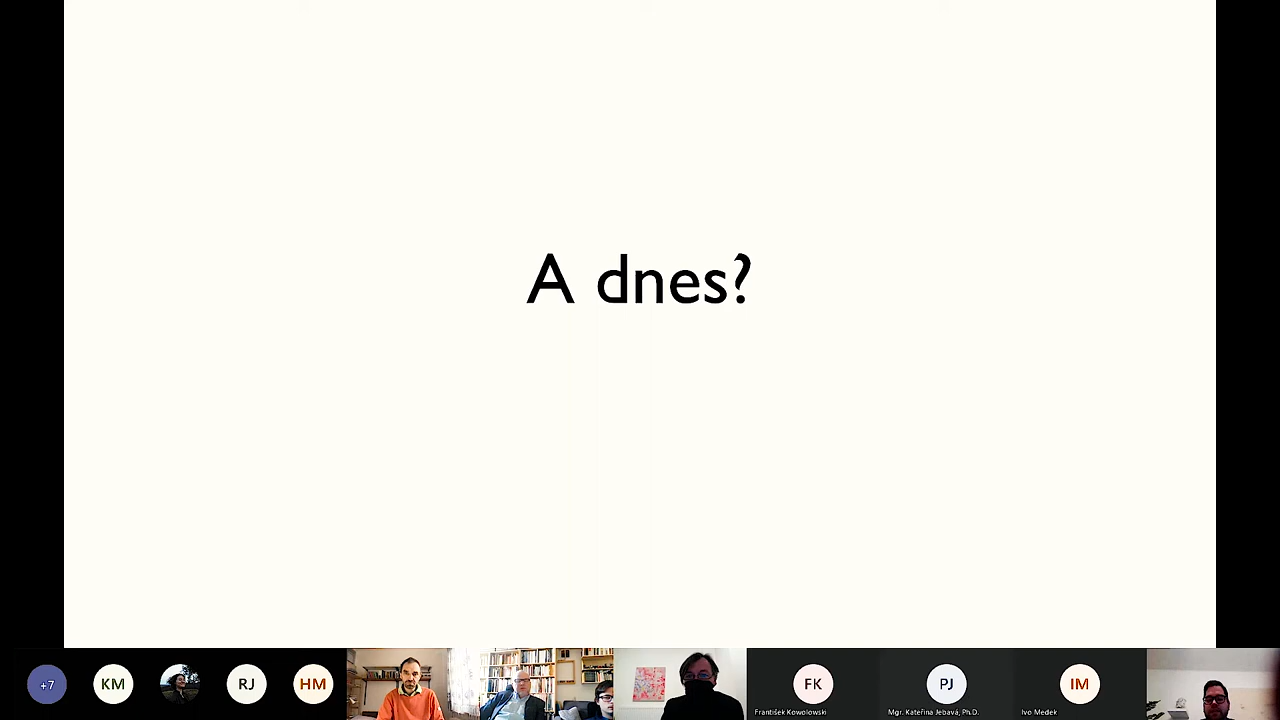 A dnes?
+7
KM
RJ
HM
FK
František Kowolowski
PJ
Mgr. Kateřina Jebavá, Ph.D.
IM
Ivo Medek